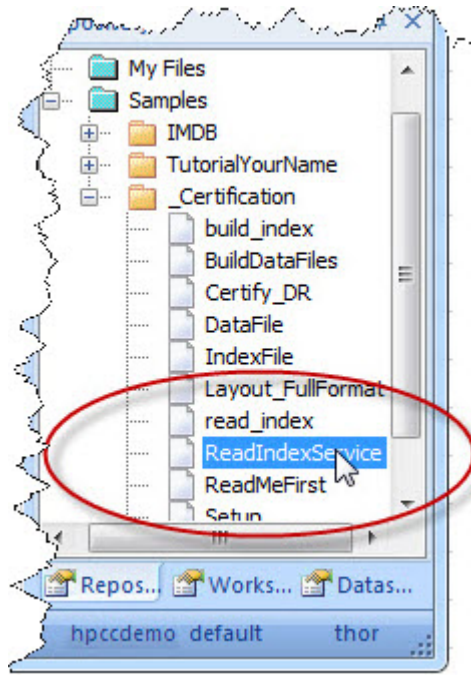 My Files
Samples
IMDB
TutorialYourName
_Certification
build_index
BuildDataFiles
Certify_DR
DataFile
IndexFile
Layout_FullFormat
read_index
ReadIndexService
ReadMeFirst
Setup
Repos... Works... Datas...
hpccdemo default thor